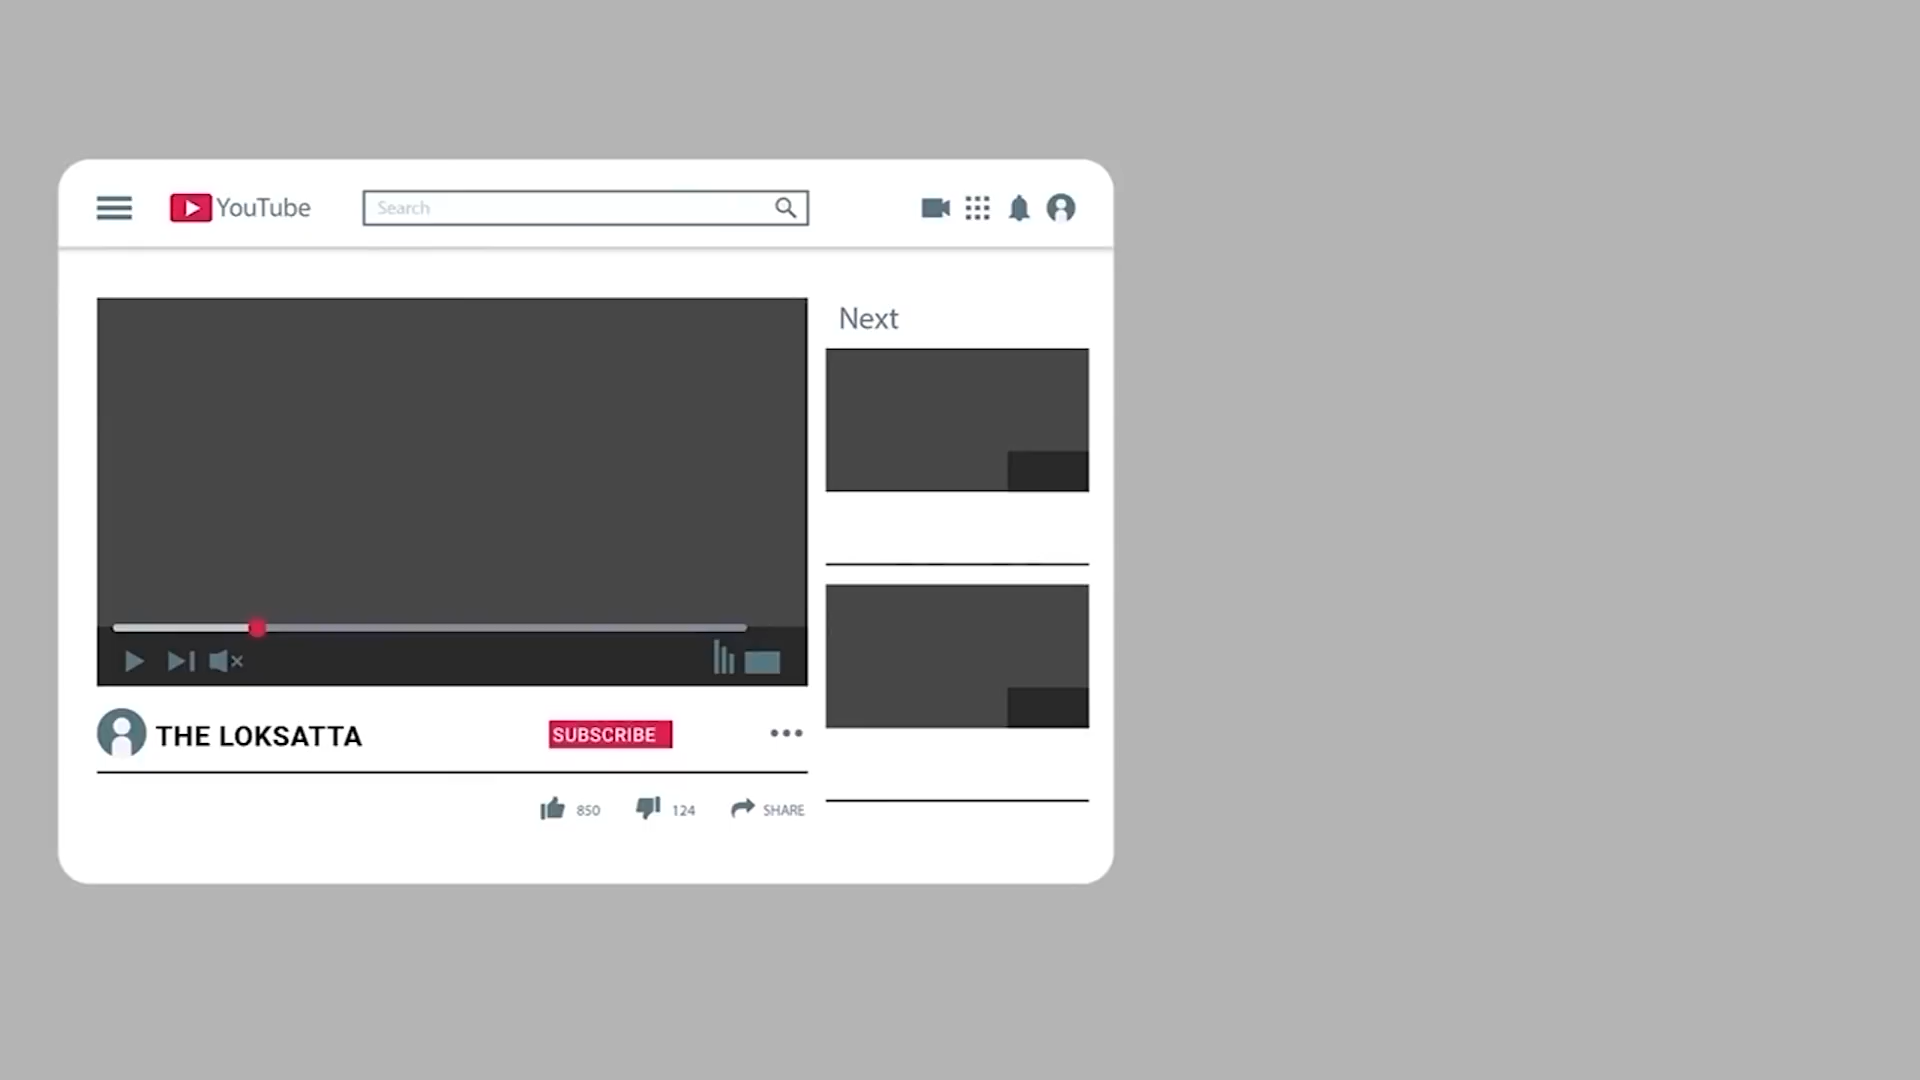 YouTube
Search
Next
THE LOKSATTA
SUBSCRIBE
850
124
SHARE